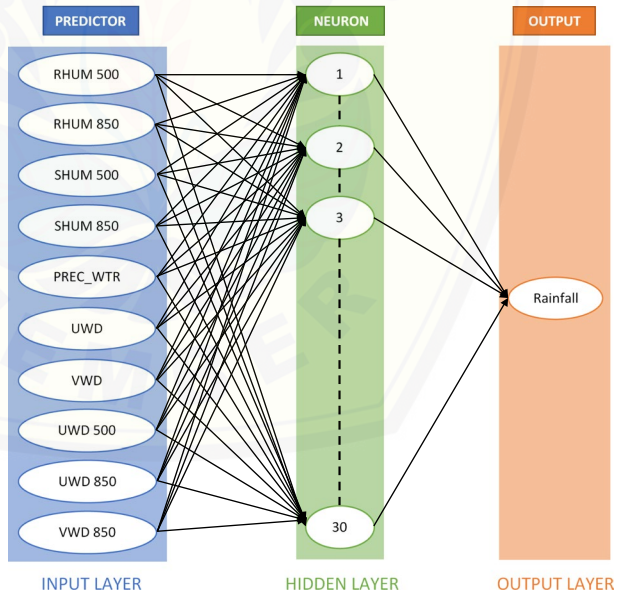 PREDICTOR
NEURON
OUTPUT
RHUM 500
RHUM 850
SHUM 500
SHUM 850
PREC_WTR
UWD
VWD
UWD 500
UWD 850
VWD 850
1
2
3
30
Rainfall
INPUT LAYER
HIDDEN LAYER
OUTPUT LAYER